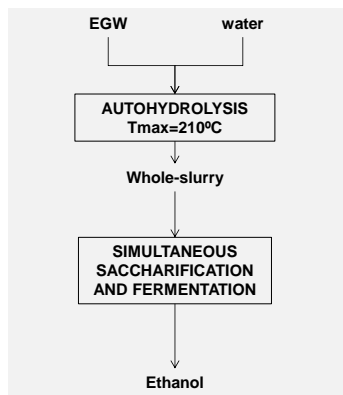 EGW water
AUTOHYDROLYSIS
Tmax=210ºC
Whole-slurry
SIMULTANEOUS
SACCHARIFICATION
AND FERMENTATION
Ethanol